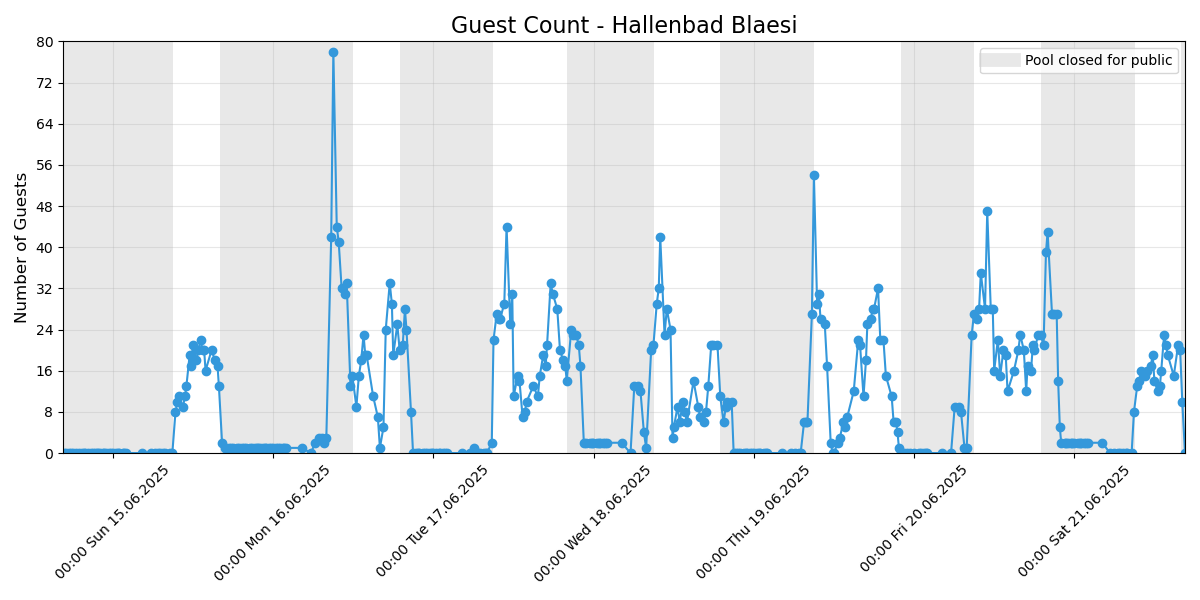 Guest Count - Hallenbad Blaesi
Pool closed for public
Number of Guests
80
72
64
56
48
40
32
24
16
8
0
00:00 Sun 15.06.2025
00:00 Mon 16.06.2025
00:00 Tue 17.06.2025
00:00 Wed 18.06.2025
00:00 Thu 19.06.2025
00:00 Fri 20.06.2025
00:00 Sat 21.06.2025